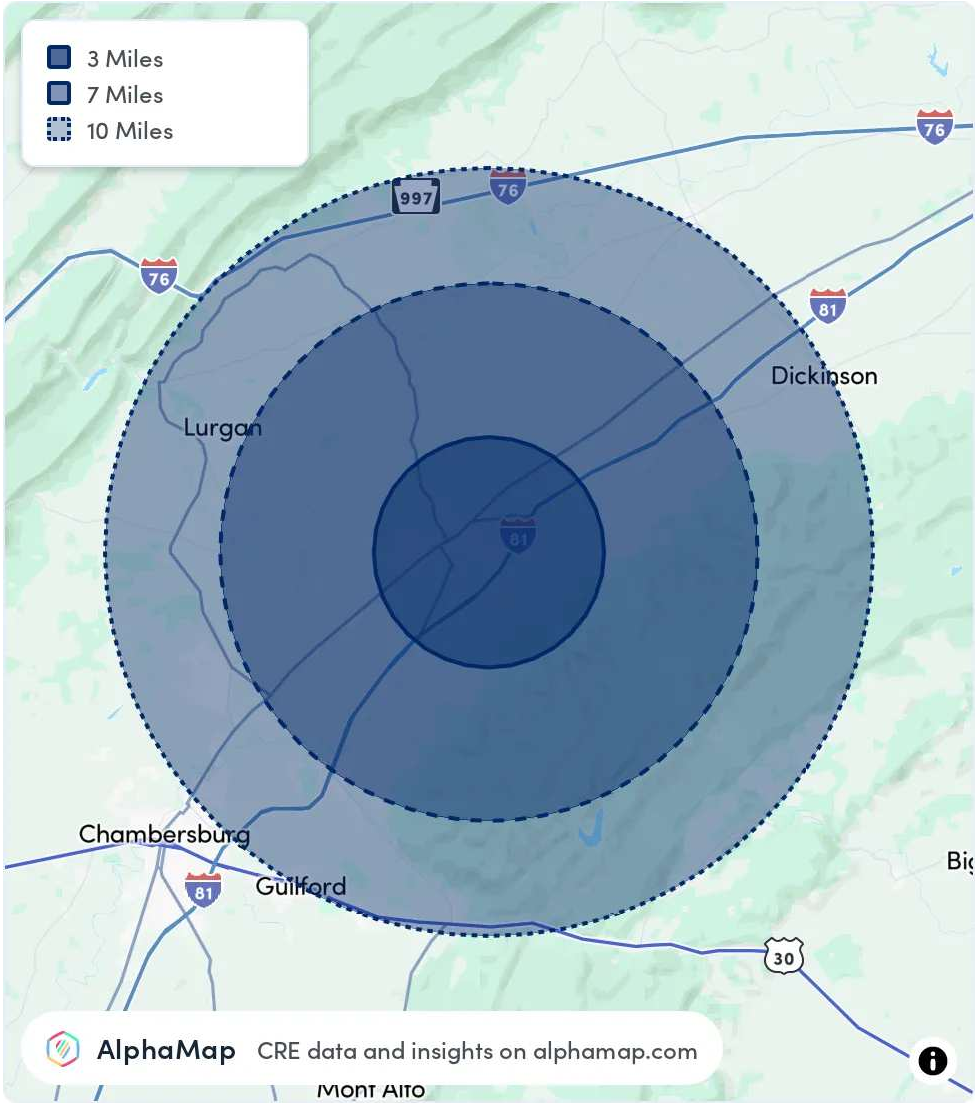 3 Miles
7 Miles
10 Miles
76
997
76
76
81
Dickinson
Lurgan
81
Chambersburg
Big
Guilford
81
30
AlphaMap CRE data and insights on alphamap.com
Mont Alto